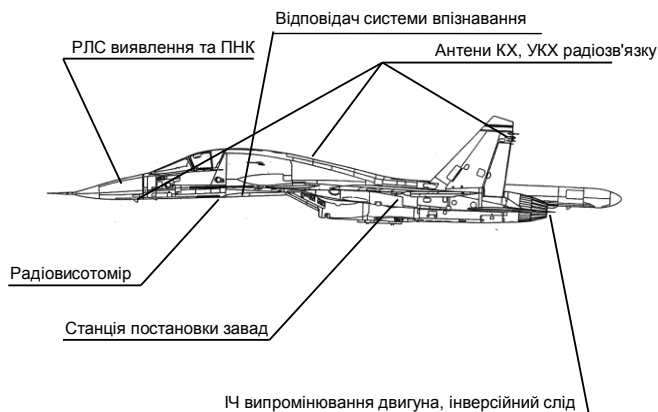 Відповідач системи впізнавання
РЛС виявлення та ПНК
Антени КХ, УКХ радіозв'язку
Радіовисотомір
Станція постановки завад
ІЧ випромінювання двигуна, інверсійний слід